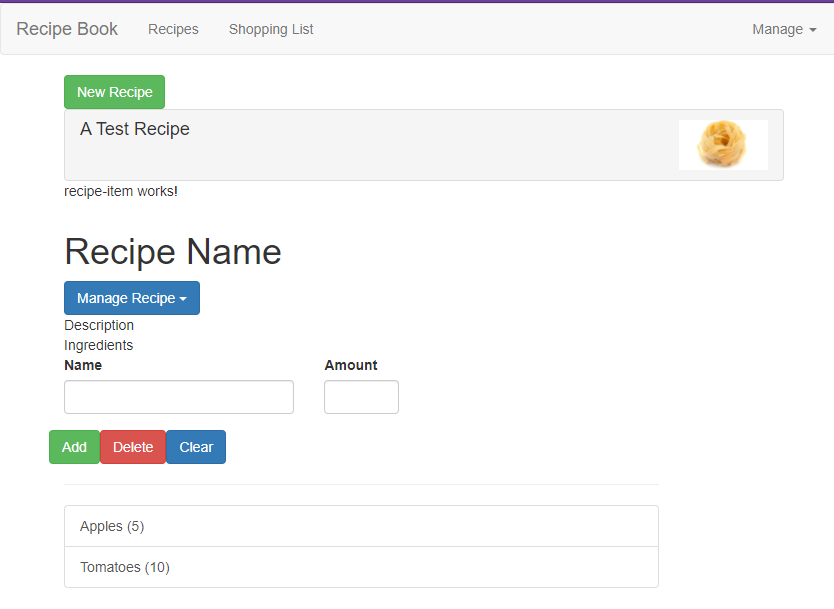 Recipe Book Recipes Shopping List Manage
New Recipe
A Test Recipe
recipe-item works!
Recipe Name
Manage Recipe
Description
Ingredients
Name Amount
Add Delete Clear
Apples (5)
Tomatoes (10)